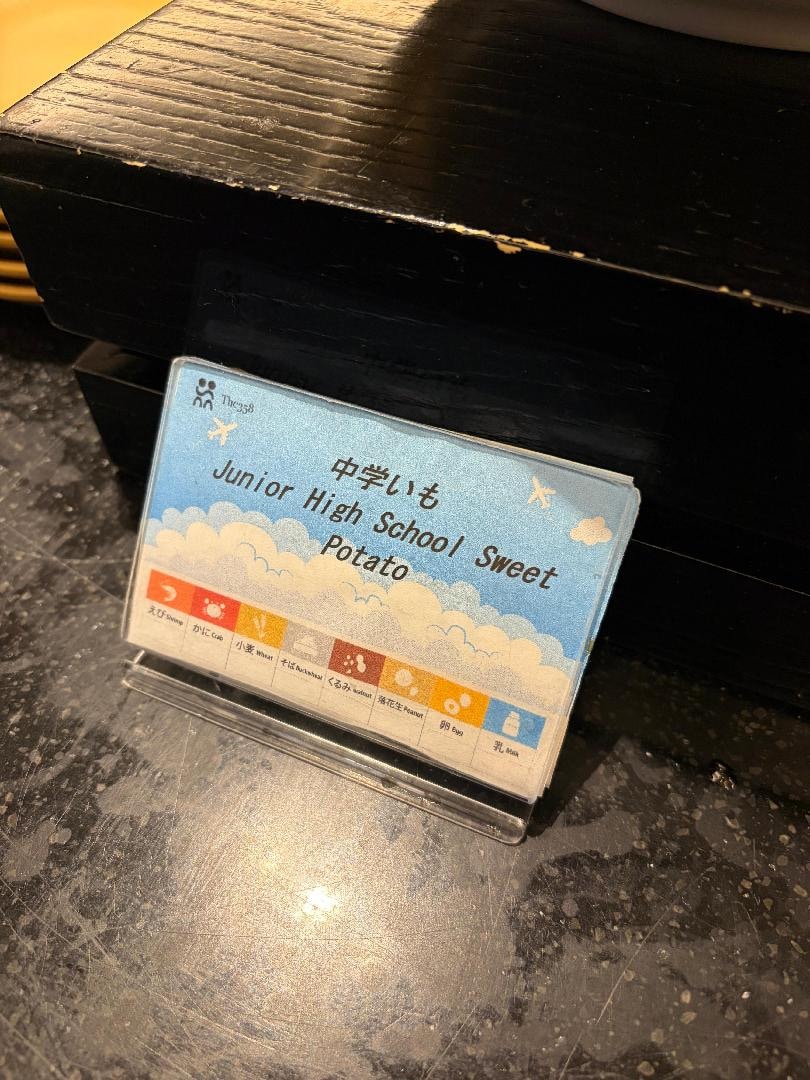 The358
中学いも
Junior High School Sweet
Potato
えび Shrimp かに Crab 小麦 Wheat そば Buckwheat くるみ walnut 落花生 Peanut 卵 Egg 乳 Milk